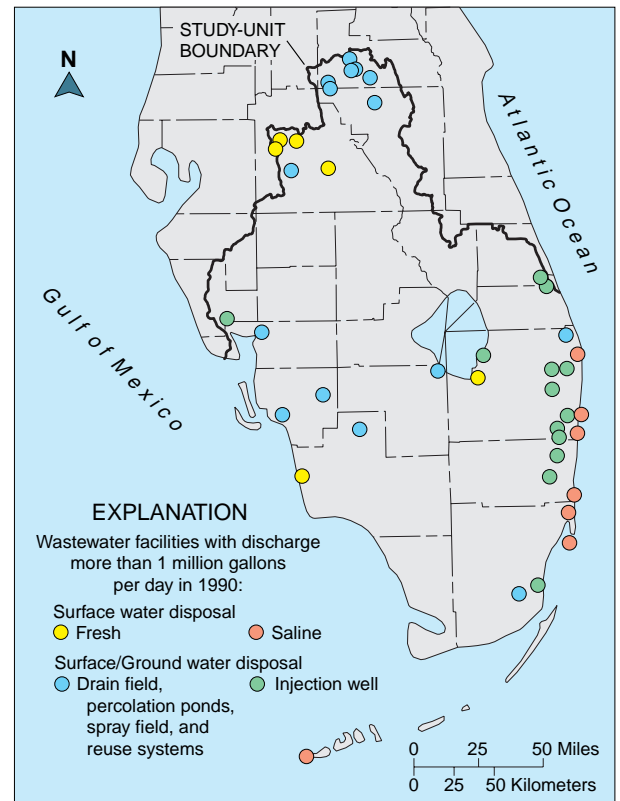 STUDY-UNIT
BOUNDARY
N
Atlantic Ocean
Gulf of Mexico
EXPLANATION
Wastewater facilities with discharge
more than 1 million gallons
per day in 1990:
Surface water disposal
Fresh
Saline
Surface/Ground water disposal
Drain field,
percolation ponds,
spray field, and
reuse systems
Injection well
0 25 50 Miles
0 25 50 Kilometers